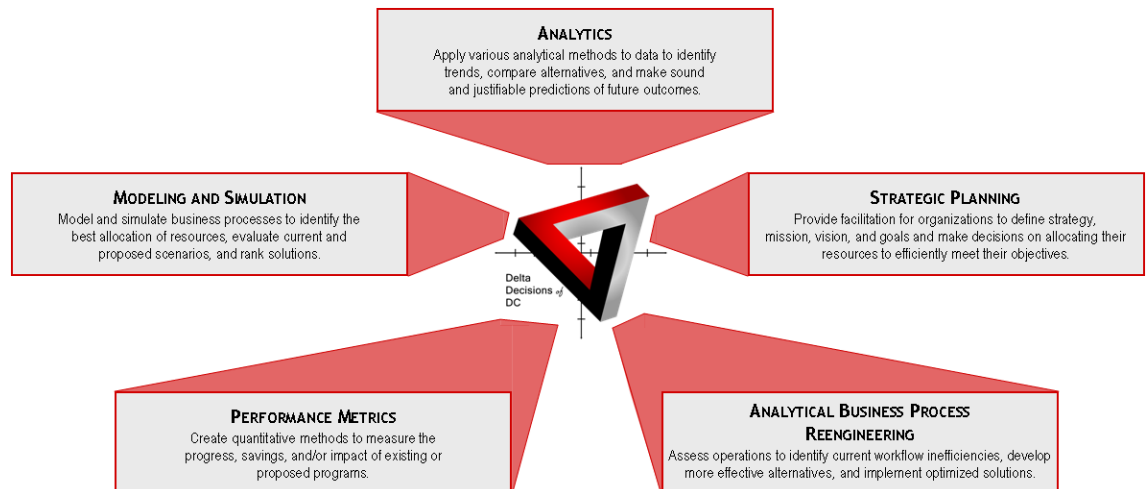 ANALYTICS
Apply various analytical methods to data to identify
trends, compare alternatives, and make sound
and justifiable predictions of future outcomes.
MODELING AND SIMULATION
Model and simulate business processes to identify the
best allocation of resources, evaluate current and
proposed scenarios, and rank solutions.
STRATEGIC PLANNING
Provide facilitation for organizations to define strategy,
mission, vision, and goals and make decisions on allocating their
resources to efficiently meet their objectives.
Delta
Decisions of
DC
PERFORMANCE METRICS
Create quantitative methods to measure the
progress, savings, and/or impact of existing or
proposed programs.
ANALYTICAL BUSINESS PROCESS
REENGINEERING
Assess operations to identify current workflow inefficiencies, develop
more effective alternatives, and implement optimized solutions.